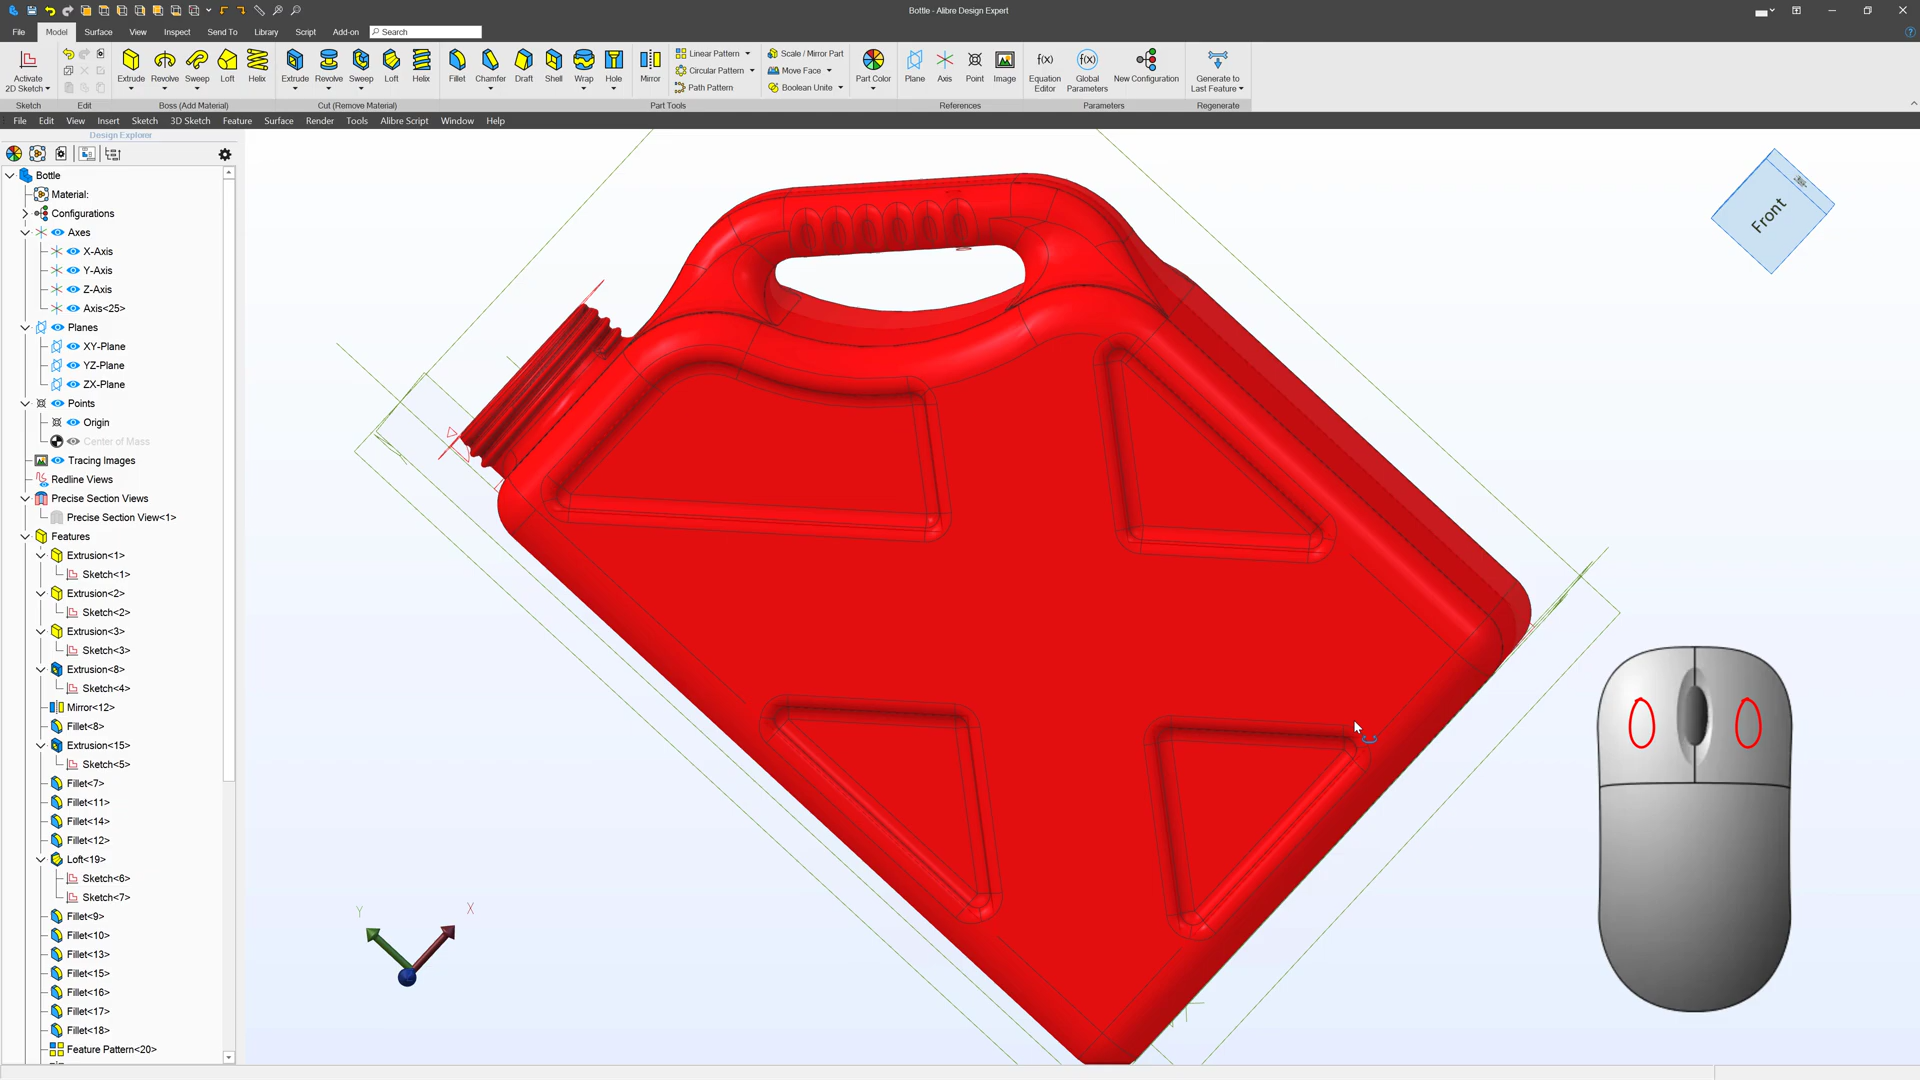 Bottle - Alibre Design Expert
File Model Surface View Inspect Send To Library Script Add-on Search
Activate
2D Sketch
Extrude Revolve Sweep Loft Helix
Extrude Revolve Sweep Loft Helix
Fillet Chamfer Draft Shell Wrap Hole Mirror
Linear Pattern
Circular Pattern
Path Pattern
Scale / Mirror Part
Move Face
Boolean Unite
Part Color
Plane Axis Point Image
Equation
Editor
Global
Parameters
New Configuration
Generate to
Last Feature
Sketch Edit Boss (Add Material) Cut (Remove Material) Part Tools References Parameters Regenerate
File Edit View Insert Sketch 3D Sketch Feature Surface Render Tools Alibre Script Window Help
Design Explorer
Bottle
Material:
Configurations
Axes
X-Axis
Y-Axis
Z-Axis
Axis<25>
Planes
XY-Plane
YZ-Plane
ZX-Plane
Points
Origin
Center of Mass
Tracing Images
Redline Views
Precise Section Views
Precise Section View<1>
Features
Extrusion<1>
Sketch<1>
Extrusion<2>
Sketch<2>
Extrusion<3>
Sketch<3>
Extrusion<8>
Sketch<4>
Mirror<12>
Fillet<8>
Extrusion<15>
Sketch<5>
Fillet<7>
Fillet<11>
Fillet<14>
Fillet<12>
Loft<19>
Sketch<6>
Sketch<7>
Fillet<9>
Fillet<10>
Fillet<13>
Fillet<15>
Fillet<16>
Fillet<17>
Fillet<18>
Feature Pattern<20>
Front
Y
X